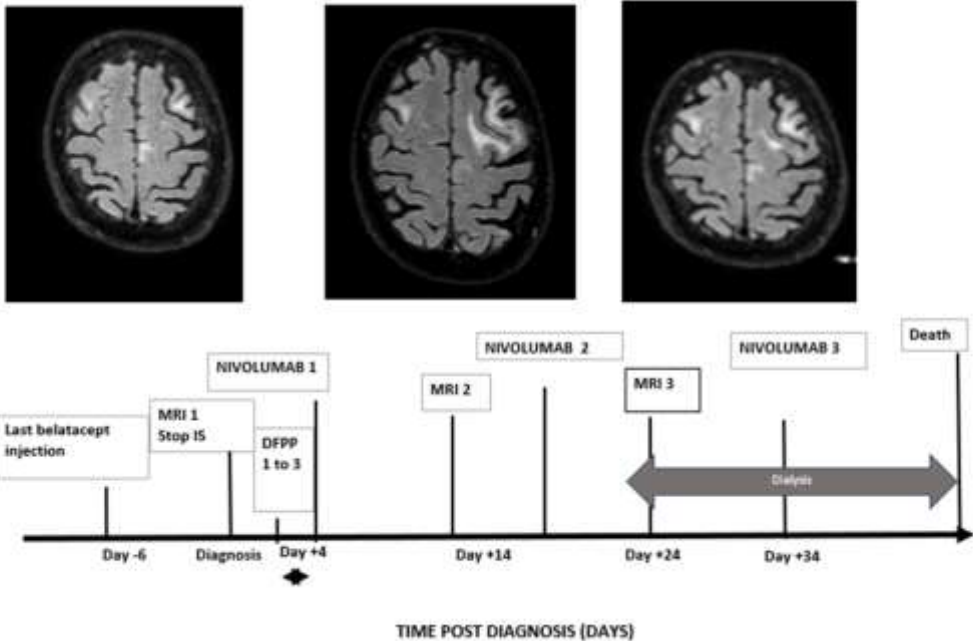 NIVOLUMAB 1
NIVOLUMAB 2
NIVOLUMAB 3
Death
Last belatacept
injection
MRI 1
Stop IS
DFPP
1 to 3
MRI 2
MRI 3
Dialysis
Day -6
Diagnosis
Day +4
Day +14
Day +24
Day +34
TIME POST DIAGNOSIS (DAYS)